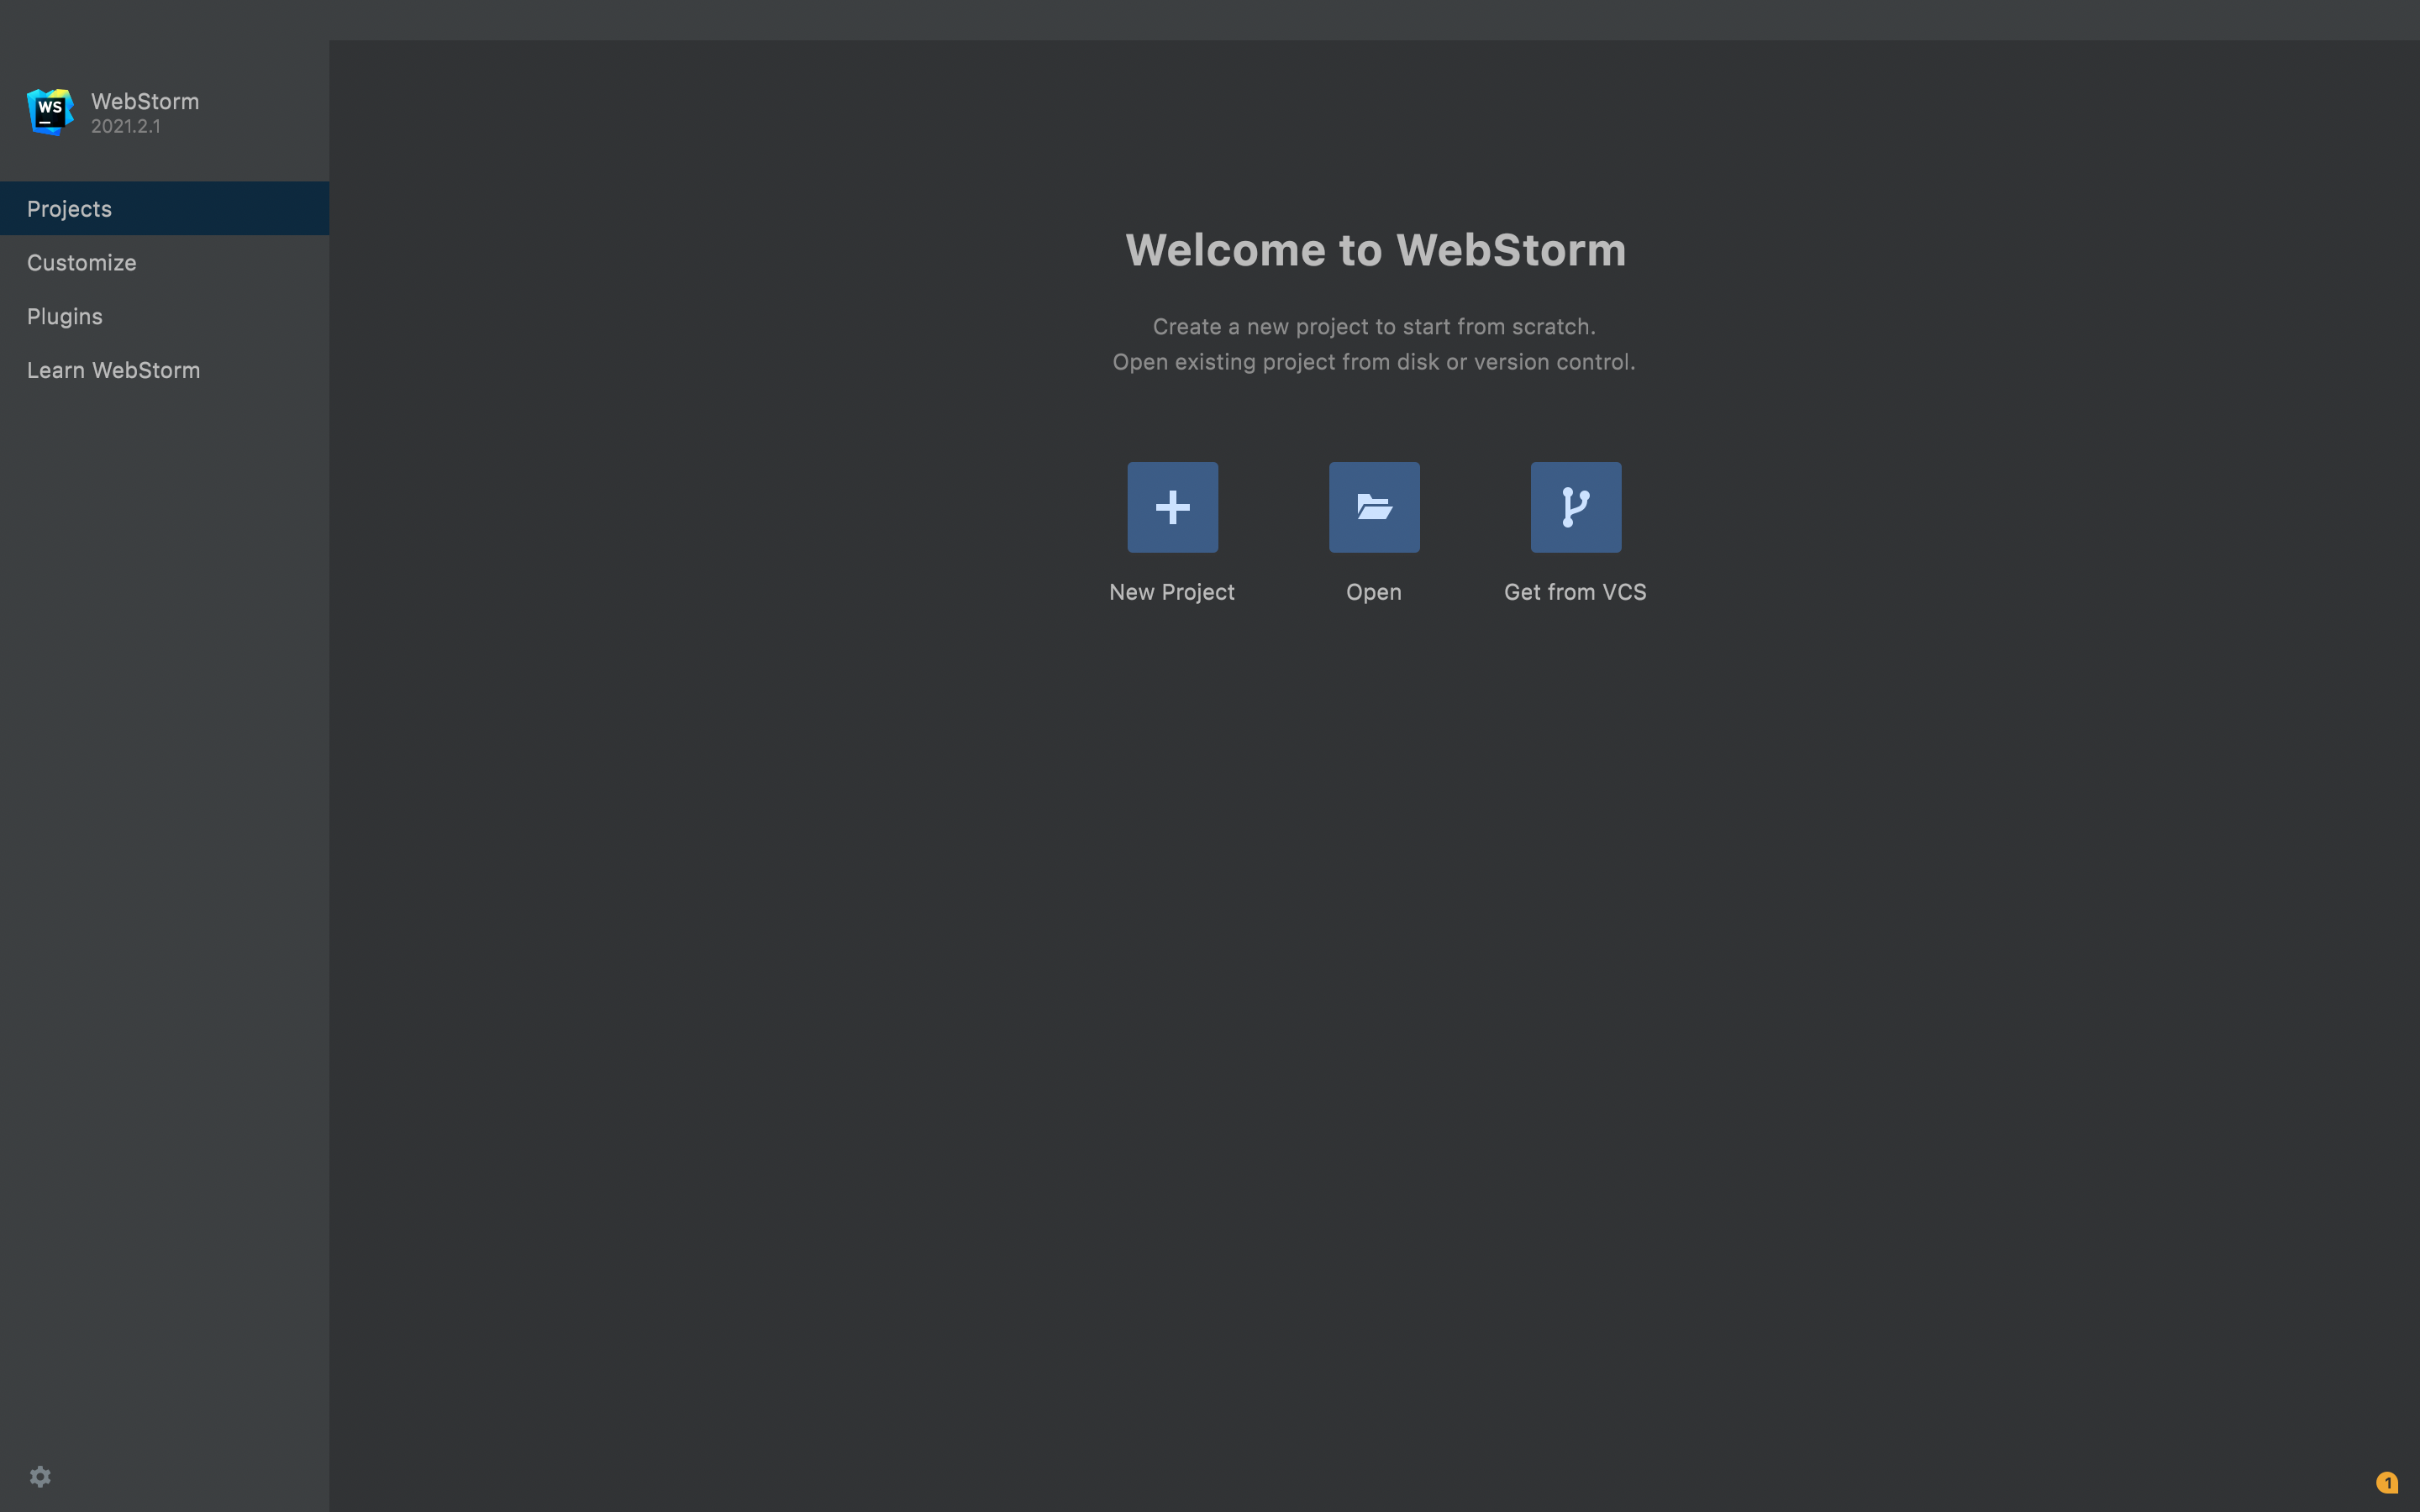 WS
WebStorm
2021.2.1
Projects
Customize
Plugins
Learn WebStorm
Welcome to WebStorm
Create a new project to start from scratch.
Open existing project from disk or version control.
New Project
Open
Get from VCS
1